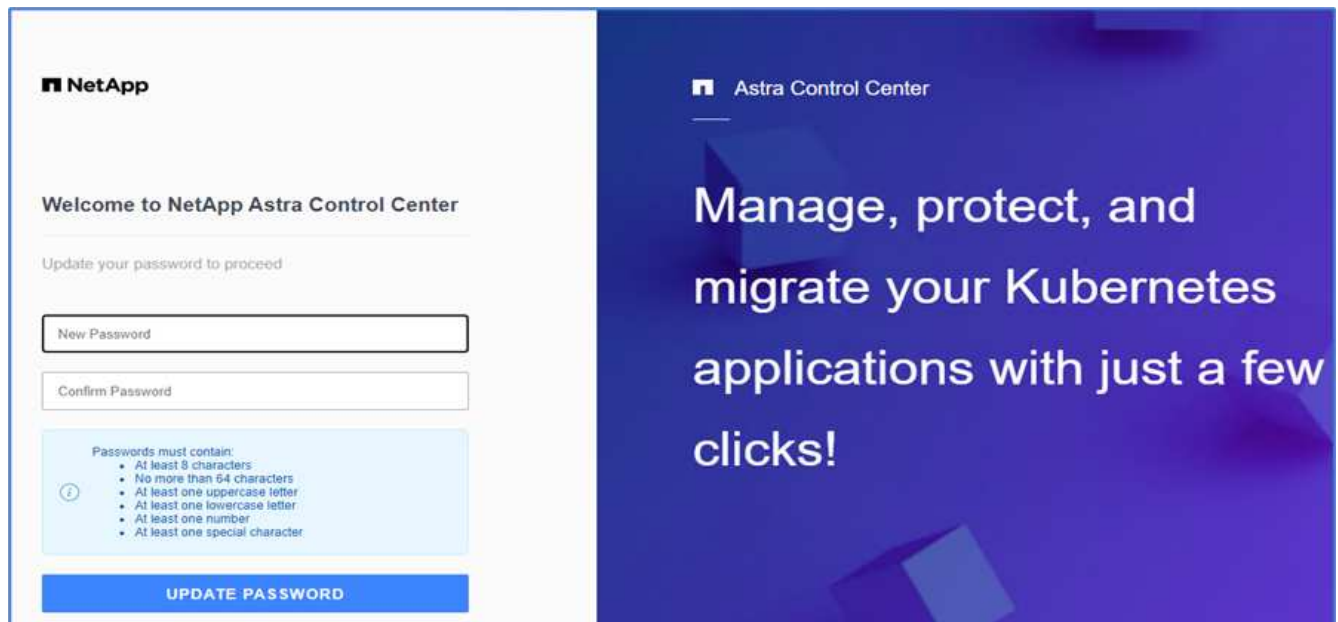 NetApp
Welcome to NetApp Astra Control Center
Update your password to proceed
New Password
Confirm Password
Passwords must contain:
• At least 8 characters
• No more than 64 characters
• At least one uppercase letter
• At least one lowercase letter
• At least one number
• At least one special character
UPDATE PASSWORD
Astra Control Center
Manage, protect, and
migrate your Kubernetes
applications with just a few
clicks!